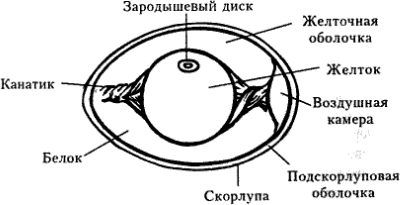 Зародышевый диск
Желточная
оболочка
Желток
Канатик
Воздушная
камера
Белок
Подскорлуповая
оболочка
Скорлупа